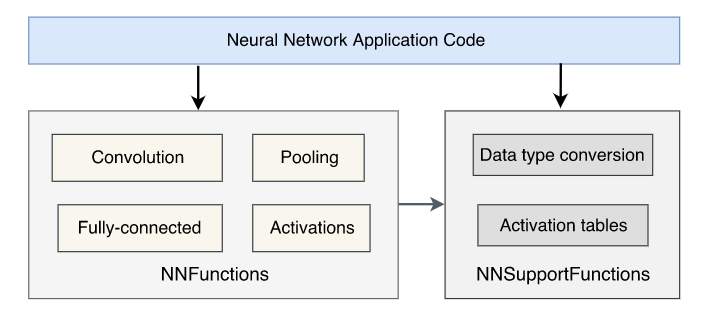 Neural Network Application Code
Convolution
Pooling
Fully-connected
Activations
NNFunctions
Data type conversion
Activation tables
NNSupportFunctions